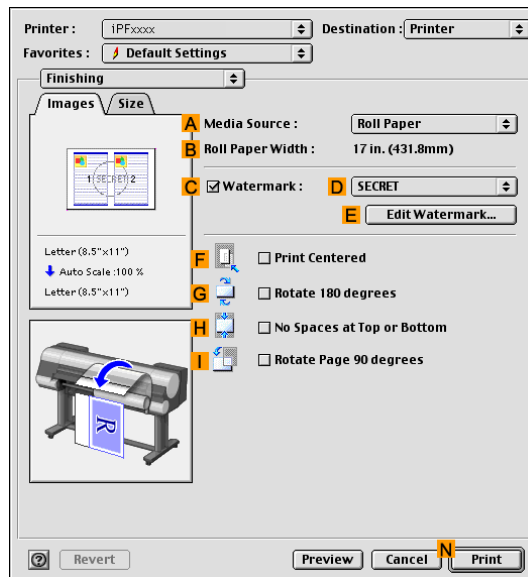 Printer : iPFxxxx Destination : Printer
Favorites : Default Settings
Finishing
Images Size
A Media Source : Roll Paper
B Roll Paper Width : 17 in. (431.8mm)
C Watermark : D SECRET
E Edit Watermark...
1 SECRET 2
Letter (8.5"x11")
Auto Scale :100 %
Letter (8.5"x11")
F Print Centered
G Rotate 180 degrees
H No Spaces at Top or Bottom
I Rotate Page 90 degrees
R
N
? Revert Preview Cancel Print